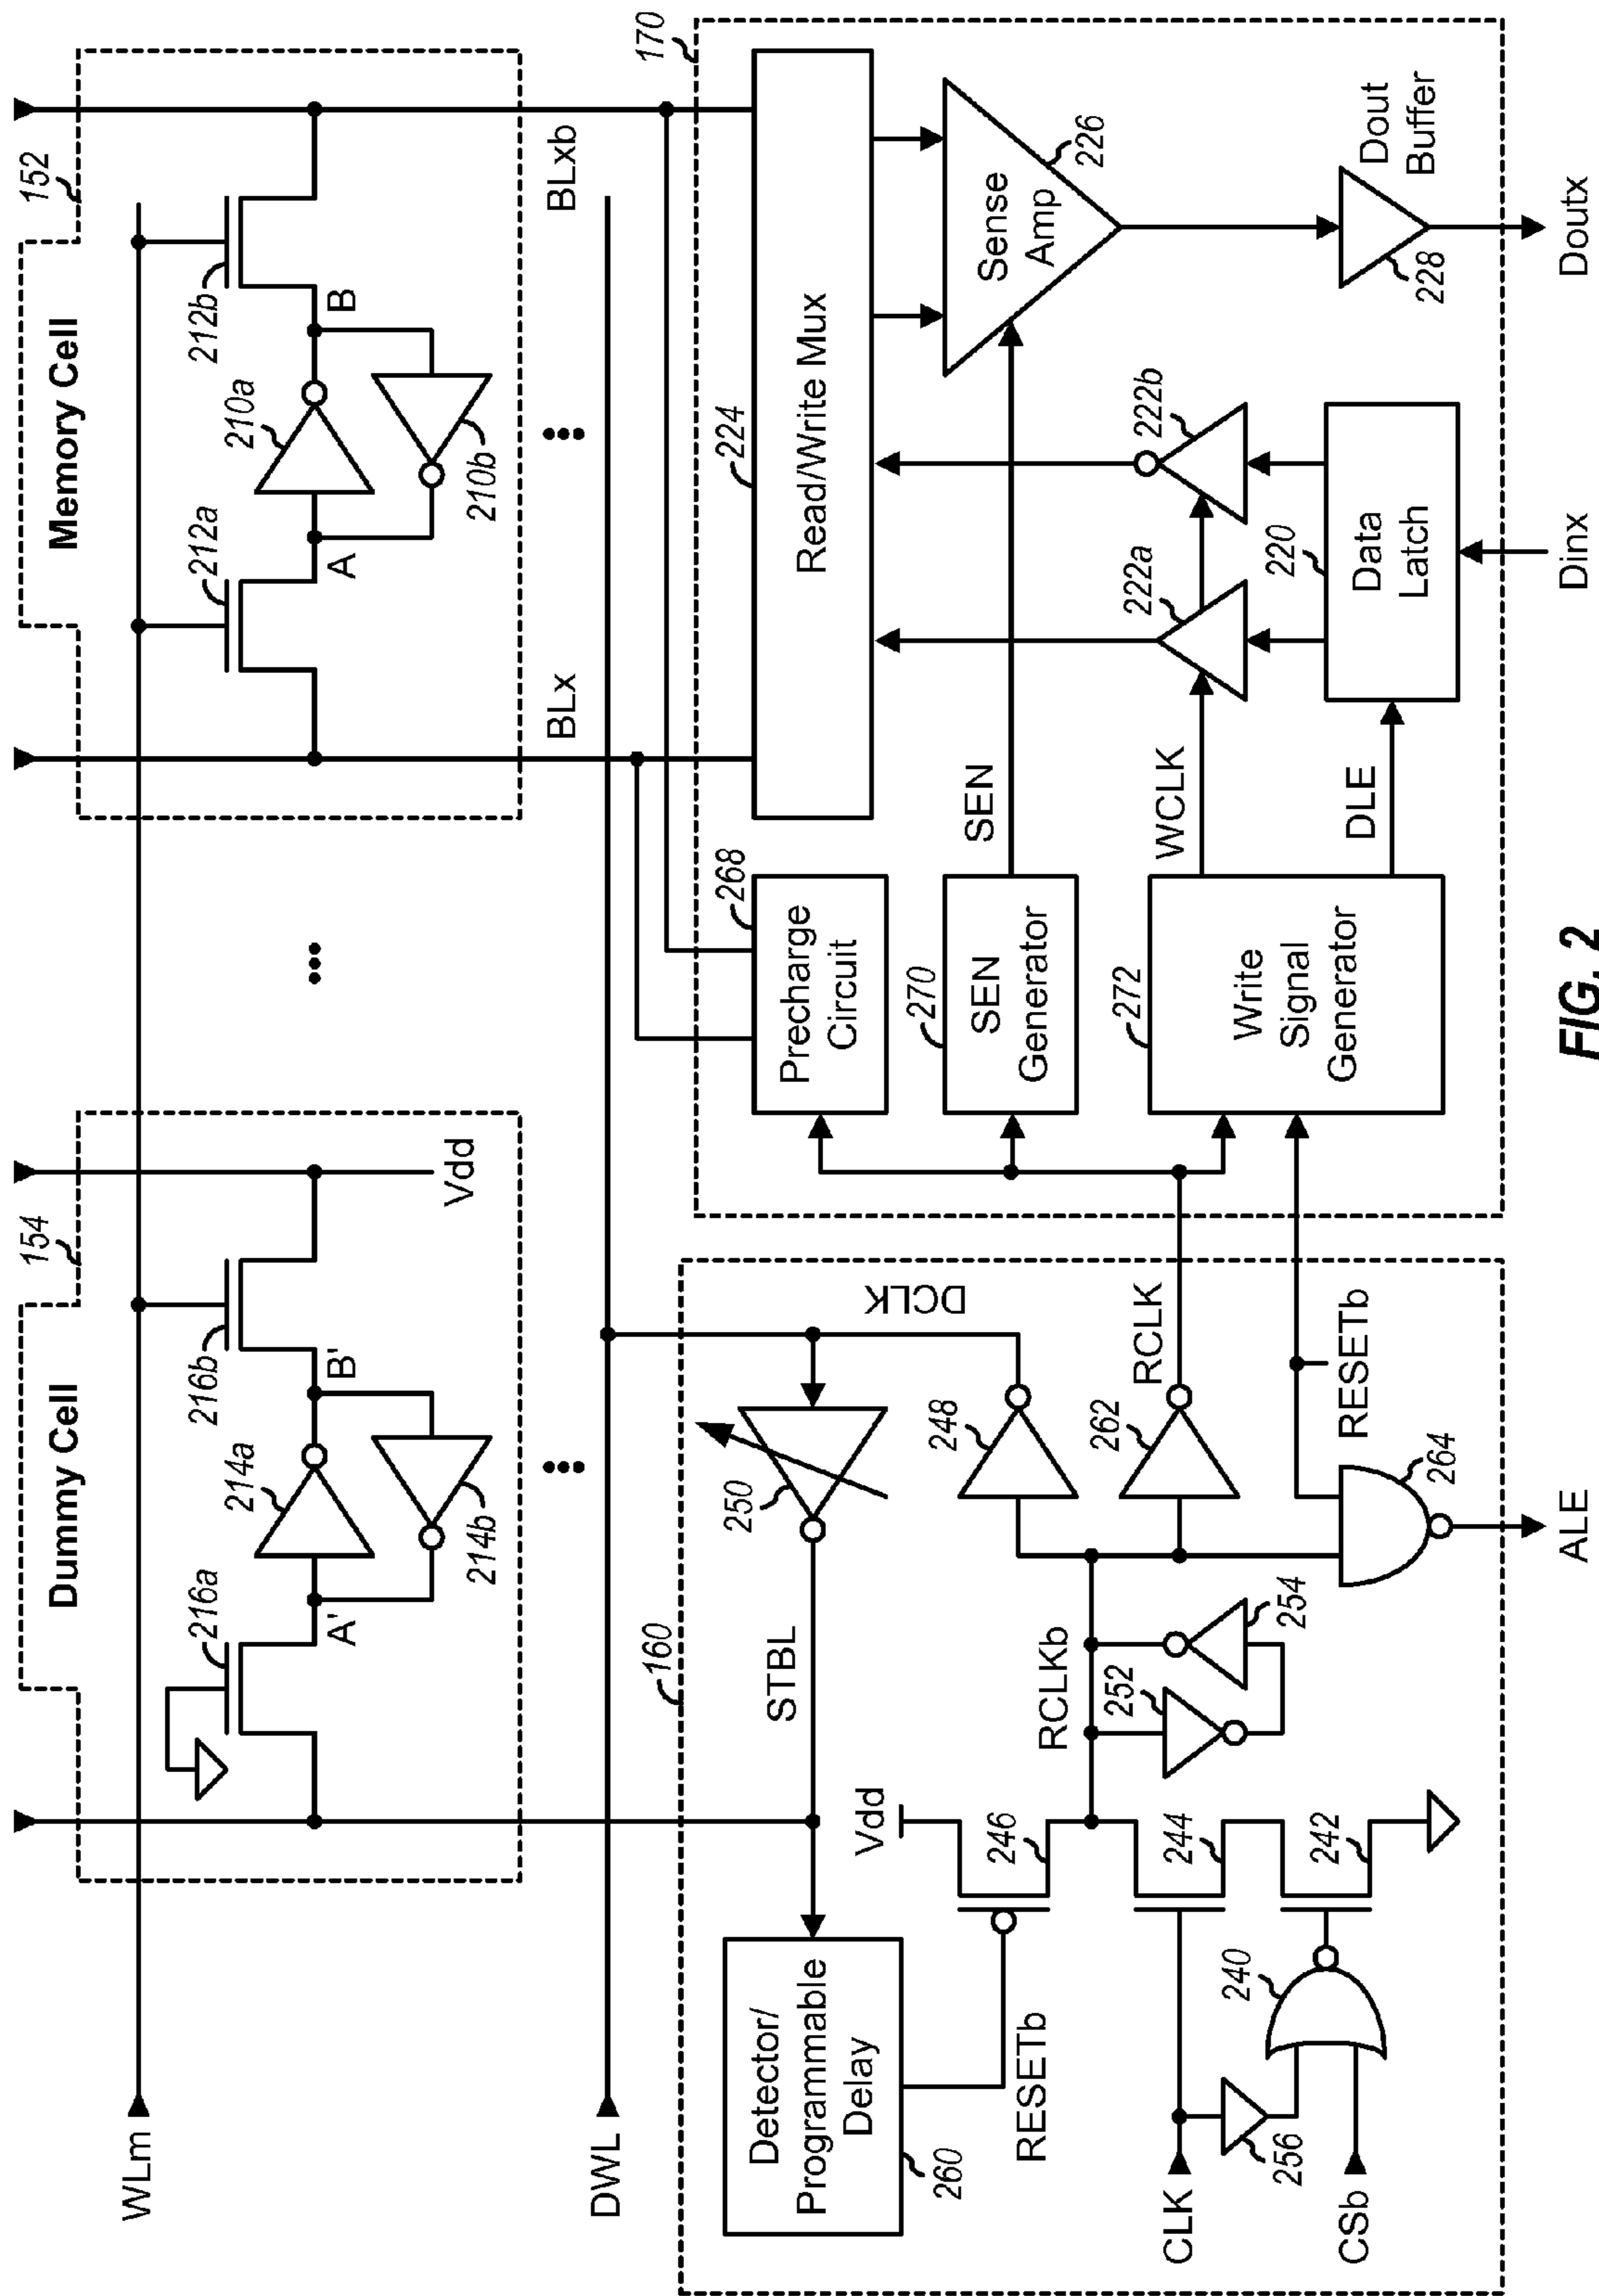 154
152
Dummy Cell
Memory Cell
WLm
216a
214a
216b
212a
210a
212b
A'
B'
A
B
214b
210b
Vdd
BLx
BLxb
DWL
160
170
Detector/
Programmable
Delay
260
STBL
250
DCLK
268
Precharge
Circuit
224
Read/Write Mux
Vdd
RESETb
246
RCLKb
248
270
SEN
Generator
SEN
Sense
Amp
226
244
252
254
262
RCLK
272
Write
Signal
Generator
WCLK
222a
222b
CLK
256
240
242
CSb
264
RESETb
DLE
220
Data
Latch
228
Dout
Buffer
ALE
Dinx
Doutx
FIG. 2